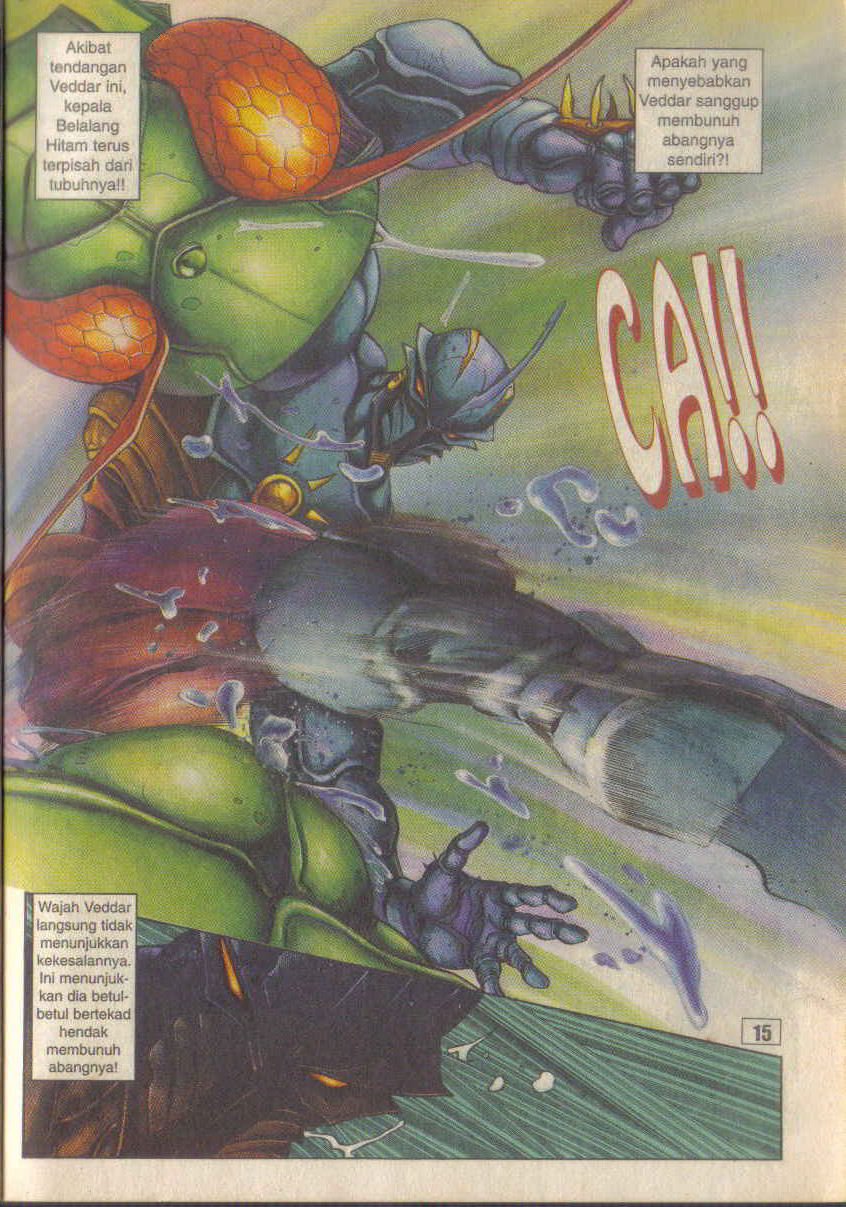 Akibat
tendangan
Veddar ini,
kepala
Belalang
Hitam terus
terpisah dari
tubuhnya!!
Apakah yang
menyebabkan
Veddar sanggup
membunuh
abangnya
sendiri?!
CA!!
Wajah Veddar
langsung tidak
menunjukkan
kekesalannya.
Ini menunjuk-
kan dia betul-
betul bertekad
hendak
membunuh
abangnya!
15